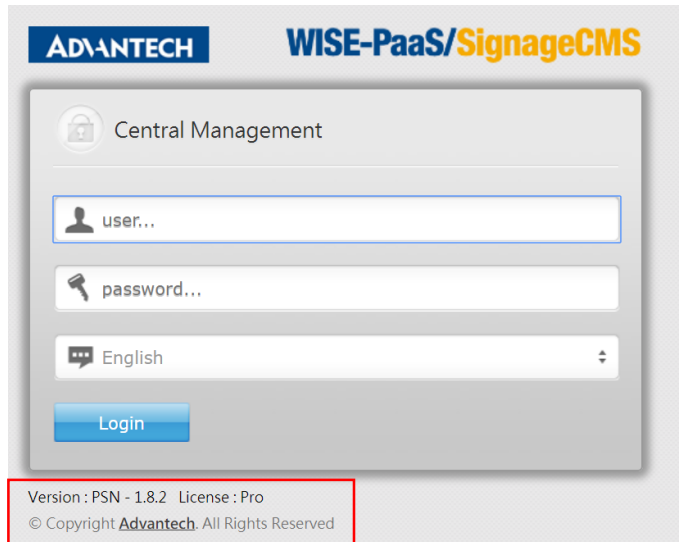 ADVANTECH WISE-PaaS/SignageCMS
Central Management
user...
password...
English
Login
Version : PSN - 1.8.2 License : Pro
© Copyright Advantech. All Rights Reserved